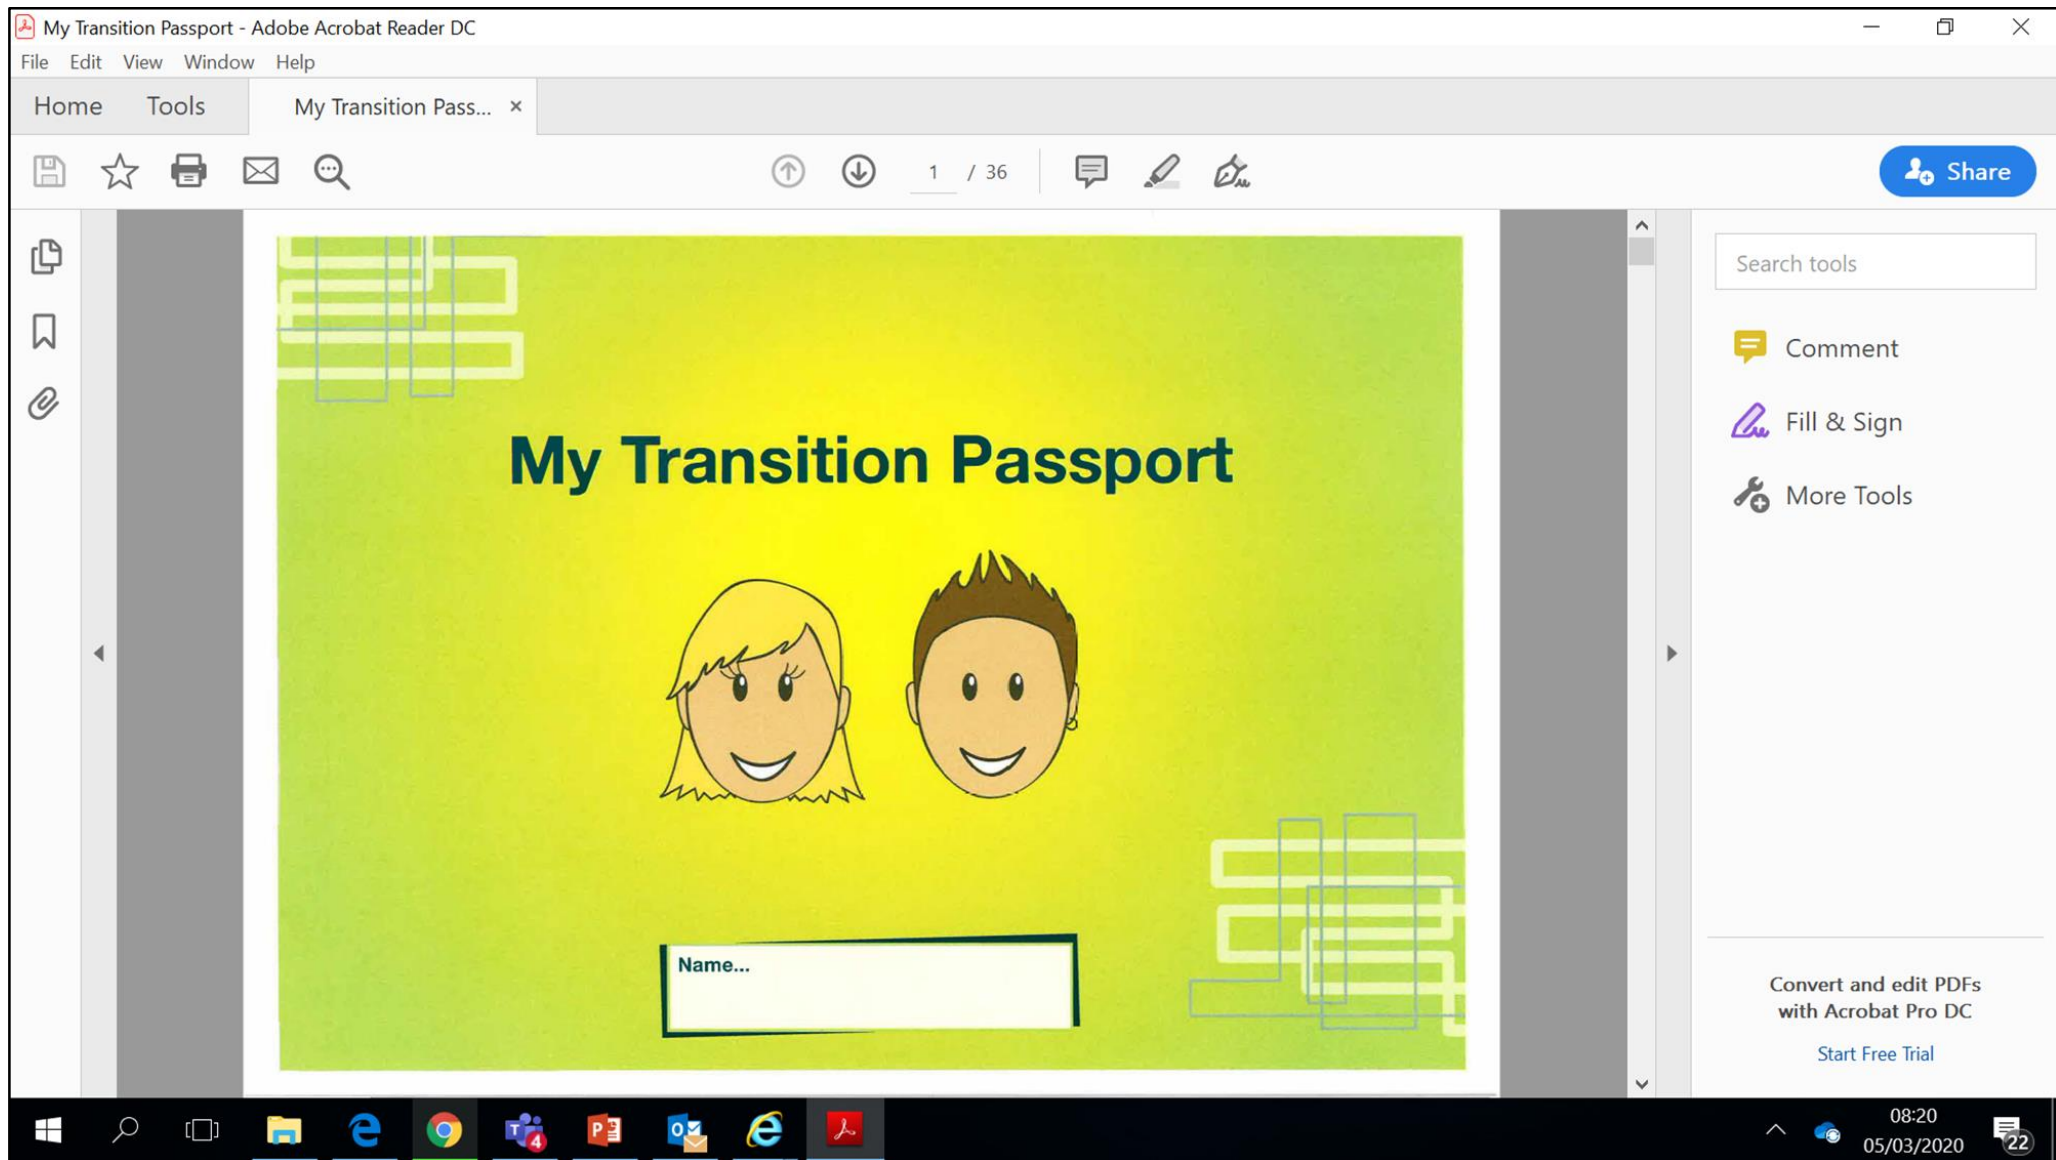 My Transition Passport - Adobe Acrobat Reader DC
File Edit View Window Help
Home Tools My Transition Pass... ×
1 / 36
Share
Search tools
Comment
Fill & Sign
More Tools
My Transition Passport
Name...
Convert and edit PDFs
with Acrobat Pro DC
Start Free Trial
08:20
05/03/2020
22
4